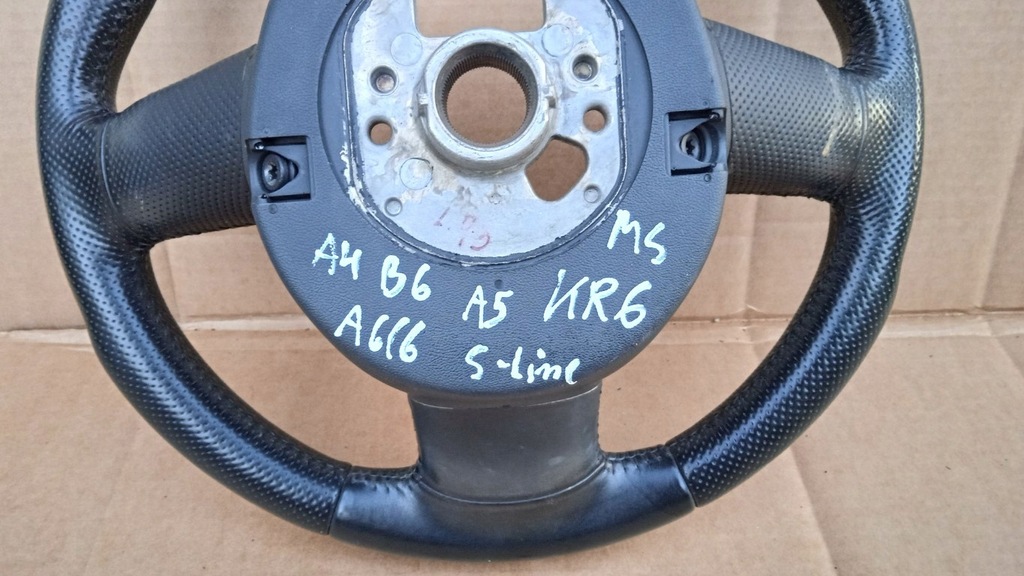 A4 B6 A5 KR6 MS
A6C6 S-Line